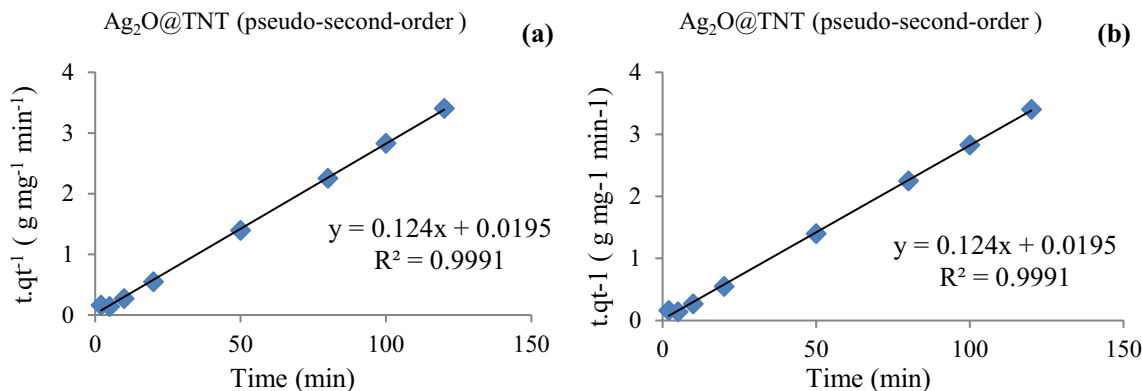 Ag₂O@TNT (pseudo-second-order )
(a)
t.qt⁻¹ ( g mg⁻¹ min⁻¹)
4
3
2
1
0
y = 0.124x + 0.0195
R² = 0.9991
0 50 100 150
Time (min)
Ag₂O@TNT (pseudo-second-order )
(b)
t.qt-1 ( g mg-1 min-1)
4
3
2
1
0
y = 0.124x + 0.0195
R² = 0.9991
0 50 100 150
Time (min)